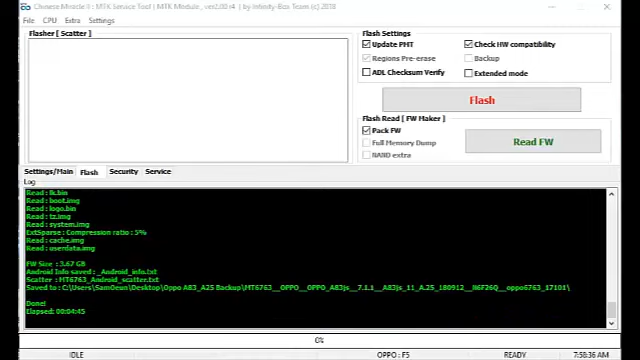 Chinese Miracle II : MTK Service Tool [ MTK Module , ver2.00 r4 ] by Infinity-Box Team (c) 2018
File CPU Extra Settings
Flasher [ Scatter ]
Flash Settings
Update PMT
Check HW compatibility
Regions Pre-erase
Backup
ADL Checksum Verify
Extended mode
Flash
Flash Read [ FW Maker ]
Pack FW
Full Memory Dump
NAND extra
Read FW
Settings/Main Flash Security Service
Log
Read : lk.bin
Read : boot.img
Read : logo.bin
Read : tz.img
Read : system.img
ExtSparse : Compression ratio : 5%
Read : cache.img
Read : userdata.img
FW Size : 3.67 GB
Android Info saved : _Android_info.txt
Scatter : MT6763_Android_scatter.txt
Saved to : C:\Users\Sam0eun\Desktop\Oppo A83_A25 Backup\MT6763__OPPO__OPPO_A83js__7.1.1__A83js_11_A.25_180912__
Done!
Elapsed: 00:04:45
0%
IDLE OPPO : F5 READY 7:58:36 AM